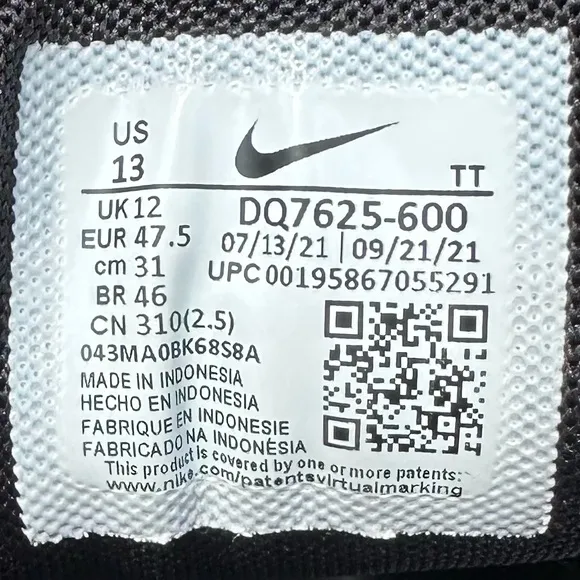 US
13
TT
UK 12
EUR 47.5
cm 31
BR 46
CN 310(2.5)
DQ7625-600
07/13/21 | 09/21/21
UPC 00195867055291
043MA0BK68S8A
MADE IN INDONESIA
HECHO EN INDONESIA
FABRIQUE EN INDONESIE
FABRICADO NA INDONÉSIA
This product is covered by one or more patents:
www.nike.com/patentsvirtualmarking